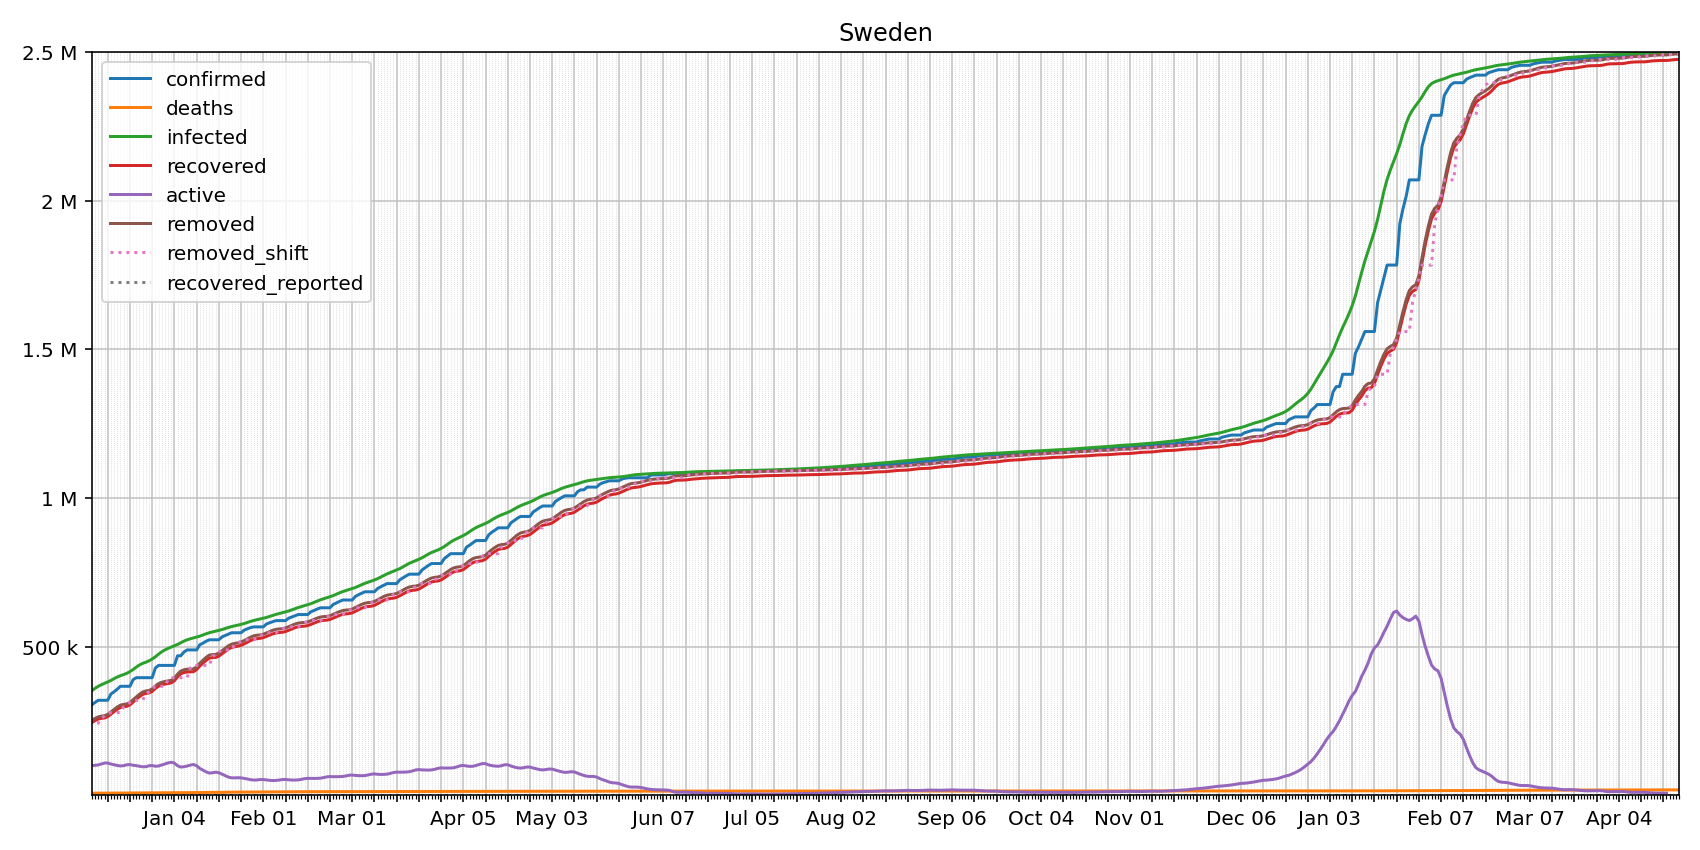 Sweden
2.5 M
2 M
1.5 M
1 M
500 k
confirmed
deaths
infected
recovered
active
removed
removed_shift
recovered_reported
Jan 04 Feb 01 Mar 01 Apr 05 May 03 Jun 07 Jul 05 Aug 02 Sep 06 Oct 04 Nov 01 Dec 06 Jan 03 Feb 07 Mar 07 Apr 04